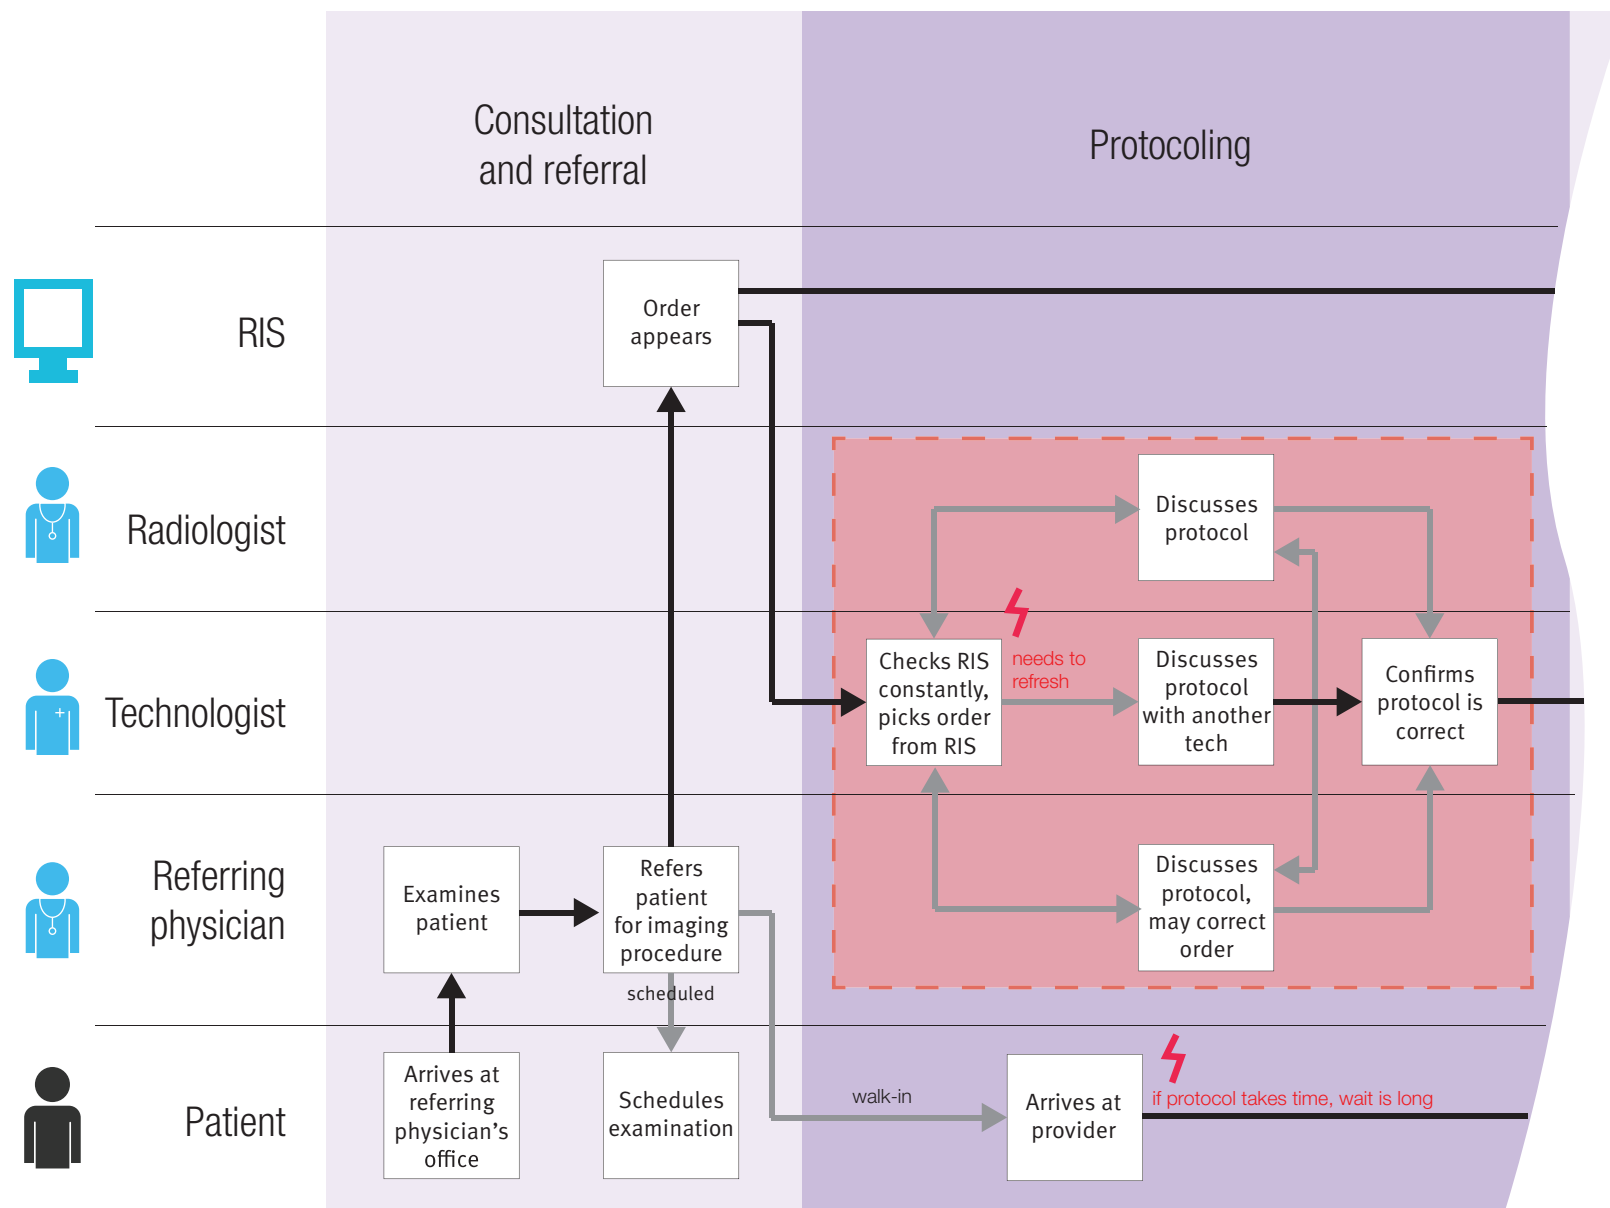 Consultation
and referral
Protocoling
RIS
Order
appears
Radiologist
Discusses
protocol
Technologist
Checks RIS
constantly,
picks order
from RIS
needs to
refresh
Discusses
protocol
with another
tech
Confirms
protocol is
correct
Referring
physician
Examines
patient
Refers
patient
for imaging
procedure
scheduled
Discusses
protocol,
may correct
order
Patient
Arrives at
referring
physician’s
office
Schedules
examination
walk-in
Arrives at
provider
if protocol takes time, wait is long